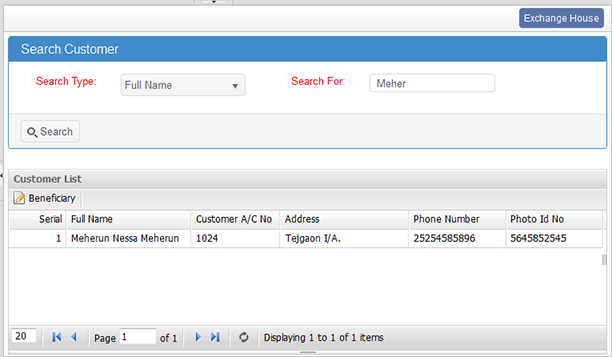 Exchange House
Search Customer
Search Type: Full Name Search For: Meher
Search
Customer List
Beneficiary
Serial Full Name Customer A/C No Address Phone Number Photo Id No
1 Meherun Nessa Meherun 1024 Tejgaon I/A. 25254585896 5645852545
20 Page 1 of 1 Displaying 1 to 1 of 1 items